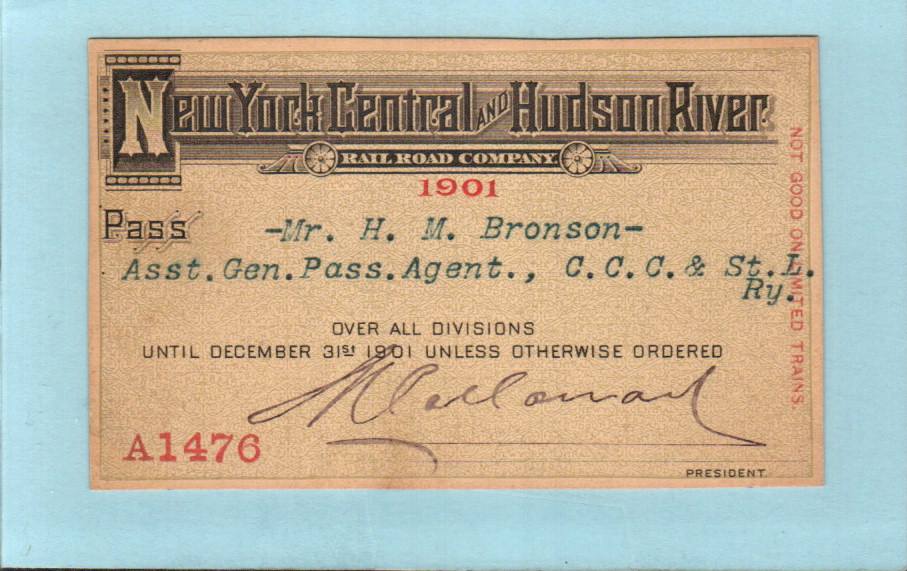 New York Central AND Hudson River
RAIL ROAD COMPANY
1901
Pass -Mr. H. M. Bronson-
Asst.Gen.Pass.Agent., C.C.C.& St.L.
Ry.
OVER ALL DIVISIONS
UNTIL DECEMBER 31st 1901 UNLESS OTHERWISE ORDERED
A1476
PRESIDENT.
NOT GOOD ON LIMITED TRAINS.